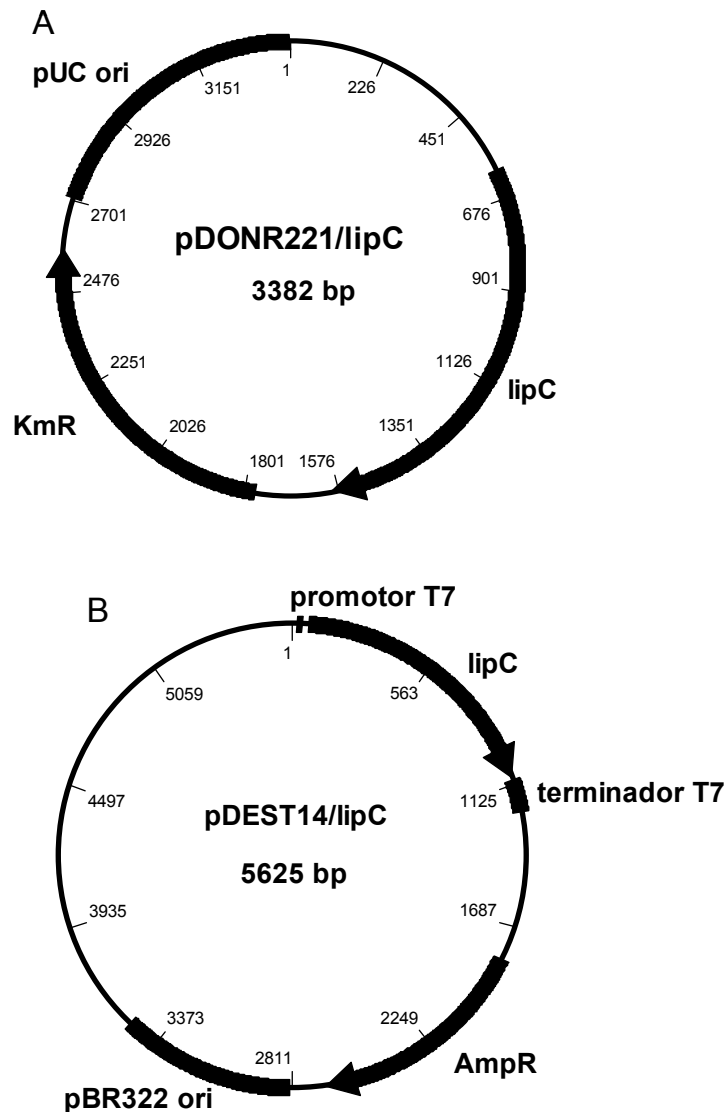 A
pUC ori
3151
1
226
2926
451
2701
676
pDONR221/lipC
3382 bp
2476
901
2251
1126
lipC
KmR
2026
1351
1801
1576
B
promotor T7
1
lipC
5059
563
4497
1125
terminador T7
pDEST14/lipC
5625 bp
3935
1687
3373
2249
2811
AmpR
pBR322 ori